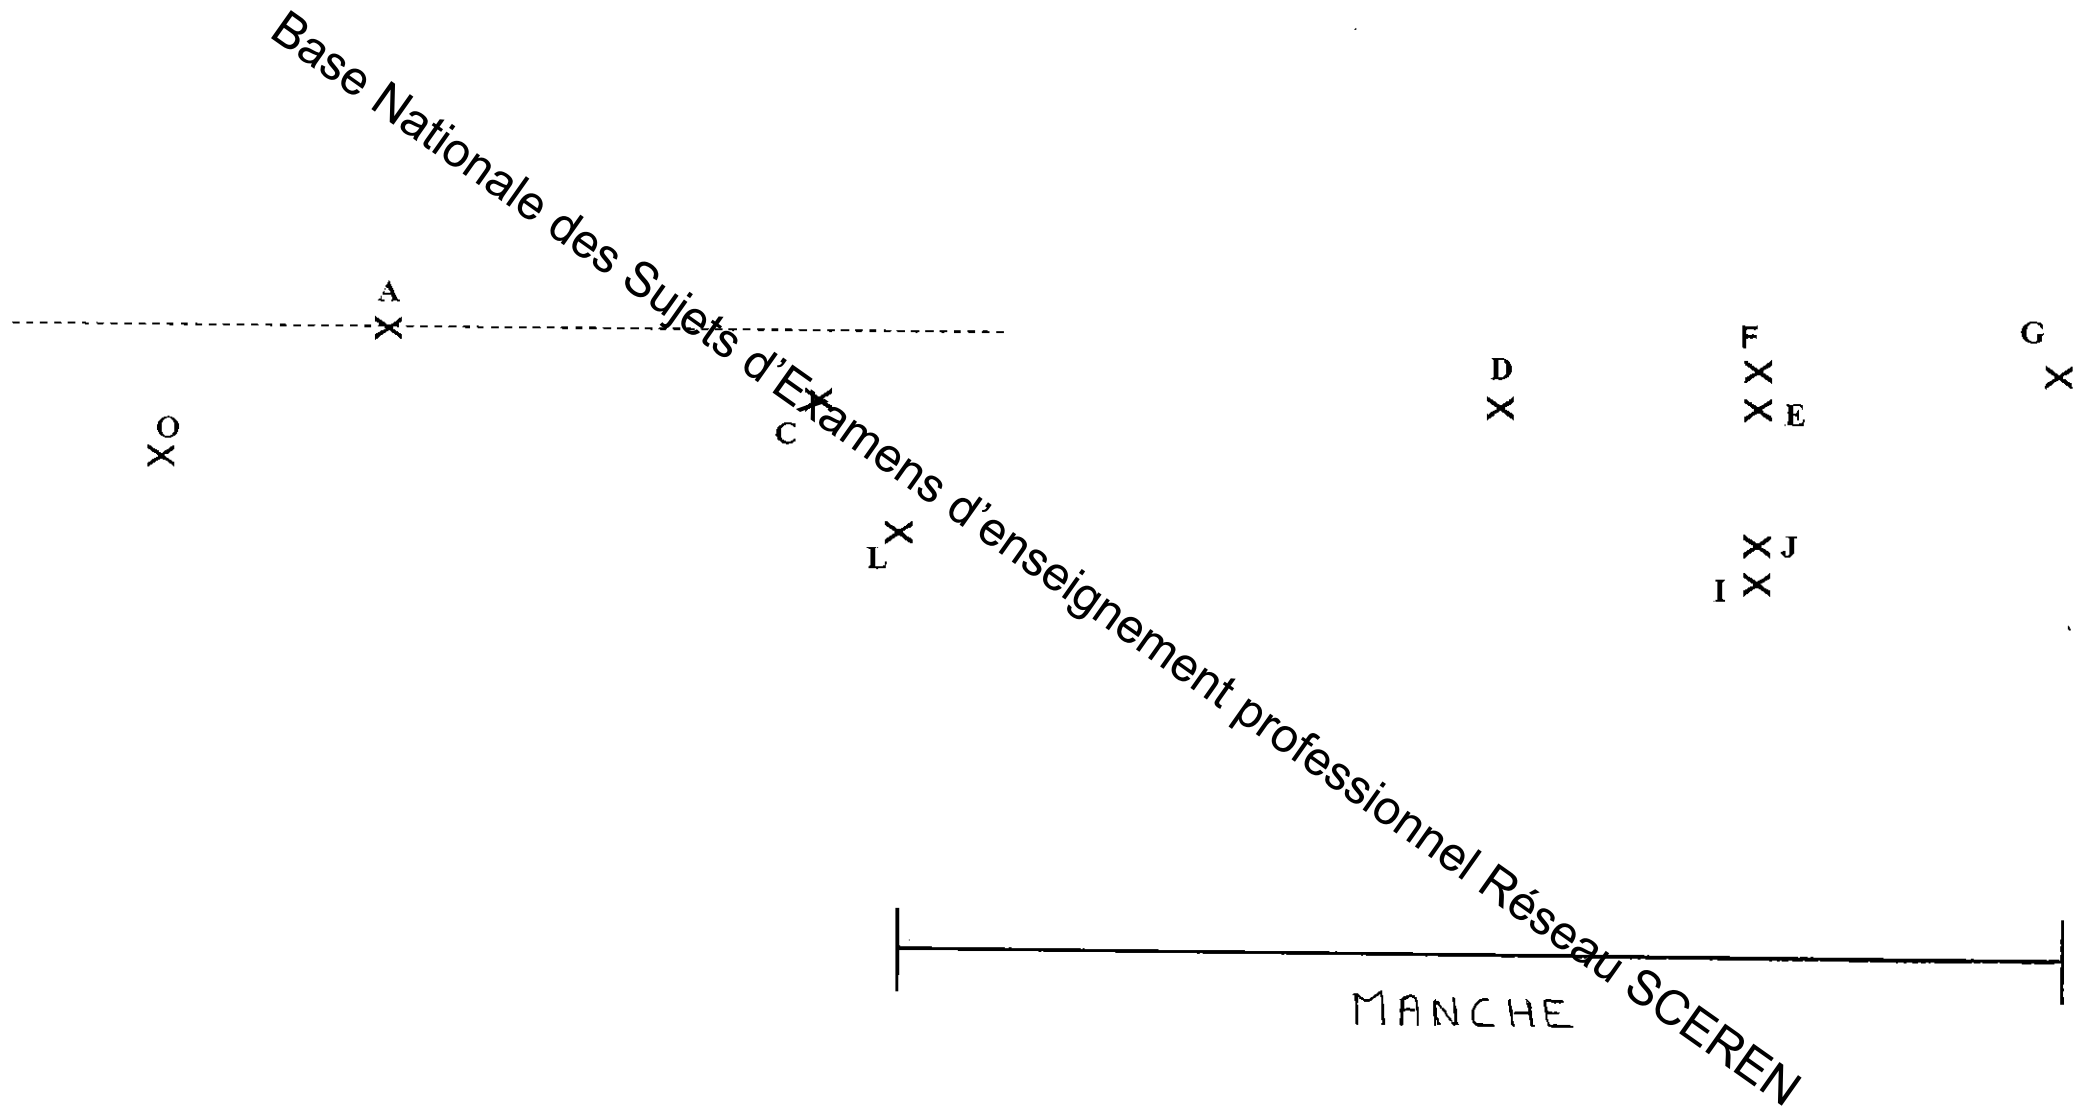 Base Nationale des Sujets d'Examens d'enseignement professionnel Réseau SCEREN
A
F
G
D
E
O
C
L
J
I
MANCHE